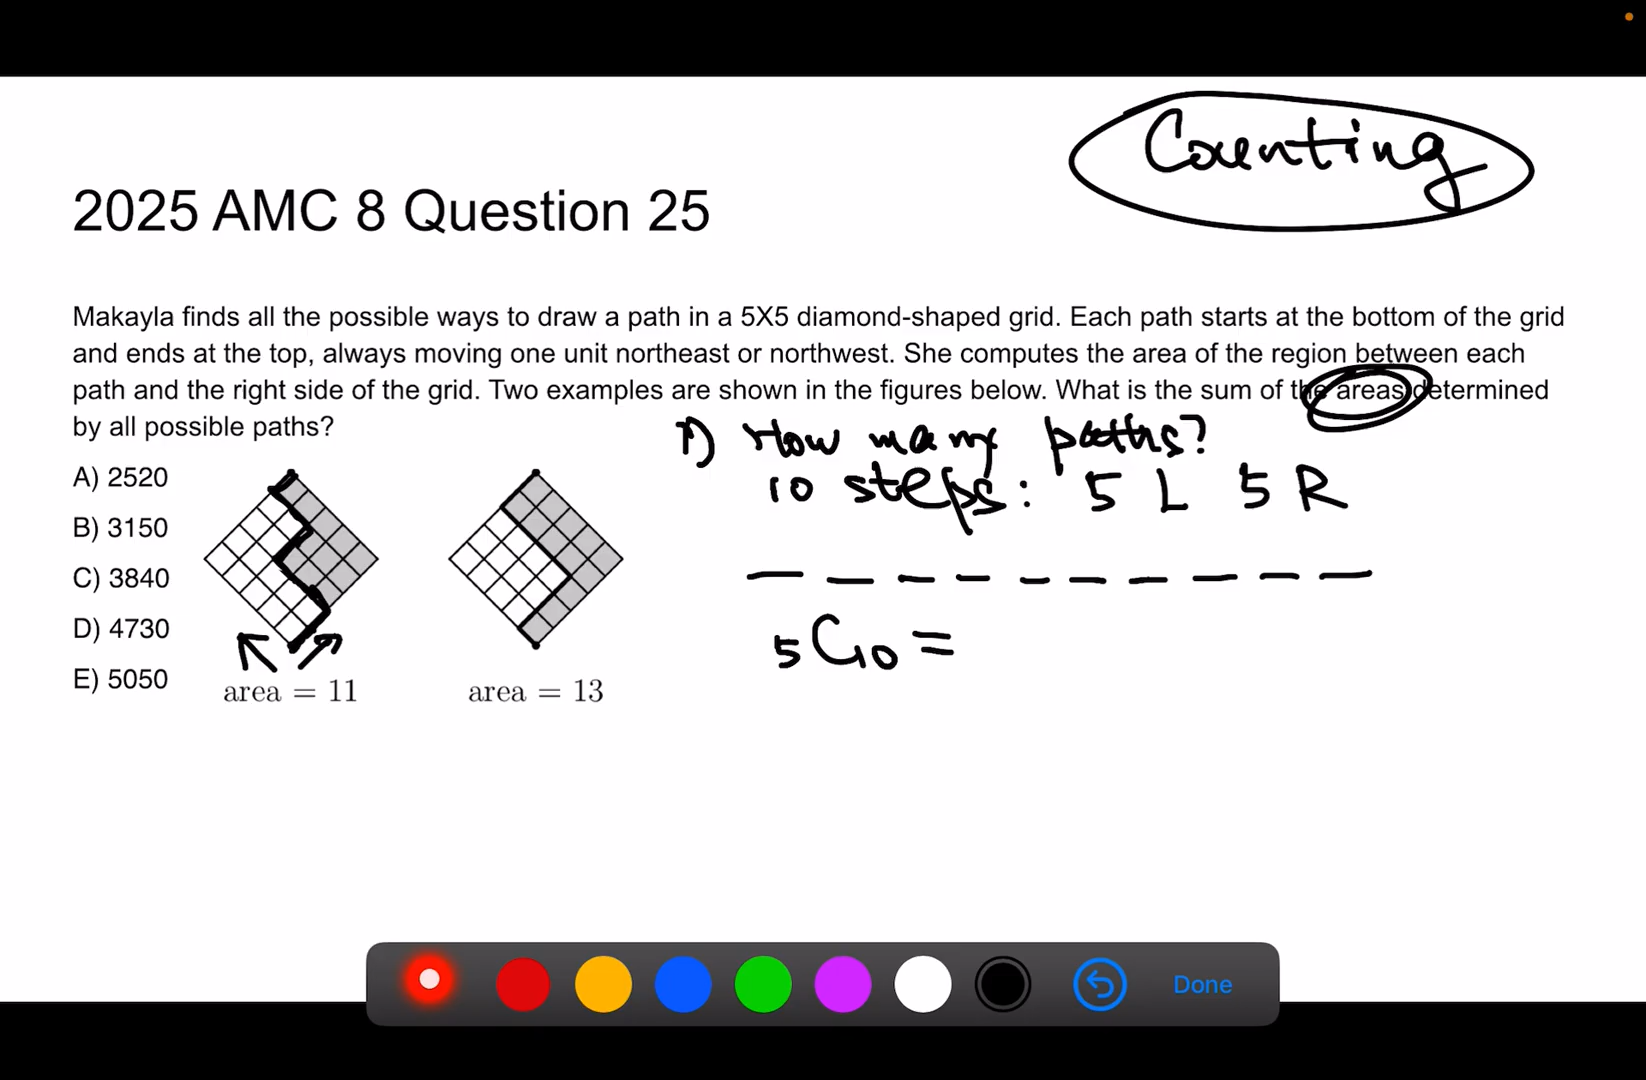 Counting
2025 AMC 8 Question 25
Makayla finds all the possible ways to draw a path in a 5X5 diamond-shaped grid. Each path starts at the bottom of the grid
and ends at the top, always moving one unit northeast or northwest. She computes the area of the region between each
path and the right side of the grid. Two examples are shown in the figures below. What is the sum of the areas determined
by all possible paths?
1) How many paths?
10 steps: 5 L 5 R
5C10 =
A) 2520
B) 3150
C) 3840
D) 4730
E) 5050
area = 11
area = 13
Done